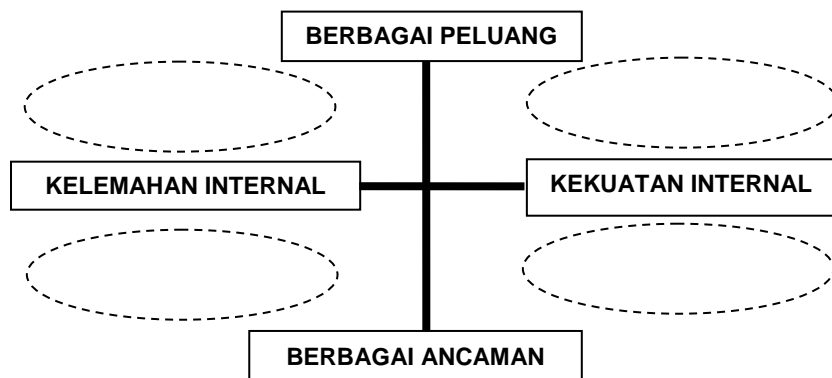 BERBAGAI PELUANG
KELEMAHAN INTERNAL
KEKUATAN INTERNAL
BERBAGAI ANCAMAN